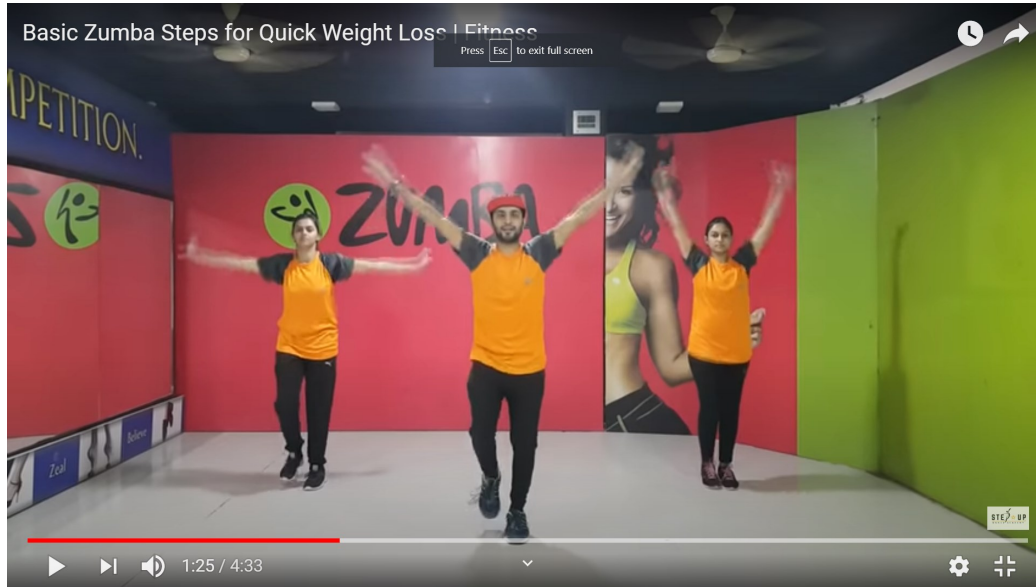 Basic Zumba Steps for Quick Weight Loss | Fitness
Press Esc to exit full screen
MPETITION.
ZUMBA
Believe
Zeal
STEP UP
1:25 / 4:33